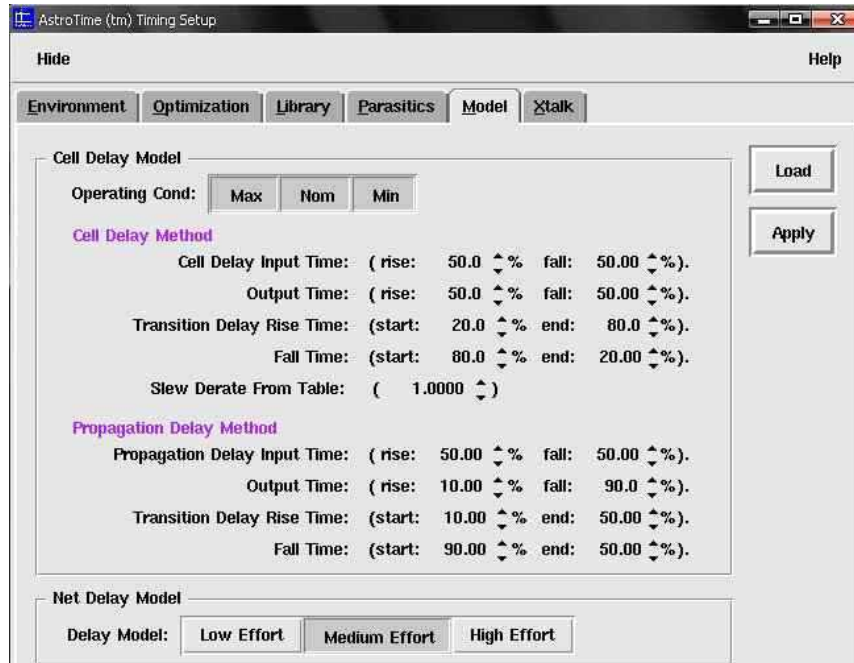 AstroTime (tm) Timing Setup
Hide Help
Environment Optimization Library Parasitics Model Xtalk
Cell Delay Model
Load
Operating Cond: Max Nom Min
Apply
Cell Delay Method
Cell Delay Input Time: ( rise: 50.0 % fall: 50.00 %).
Output Time: ( rise: 50.0 % fall: 50.00 %).
Transition Delay Rise Time: (start: 20.0 % end: 80.0 %).
Fall Time: (start: 80.0 % end: 20.00 %).
Slew Derate From Table: ( 1.0000 )
Propagation Delay Method
Propagation Delay Input Time: ( rise: 50.00 % fall: 50.00 %).
Output Time: ( rise: 10.00 % fall: 90.0 %).
Transition Delay Rise Time: (start: 10.00 % end: 50.00 %).
Fall Time: (start: 90.00 % end: 50.00 %).
Net Delay Model
Delay Model: Low Effort Medium Effort High Effort